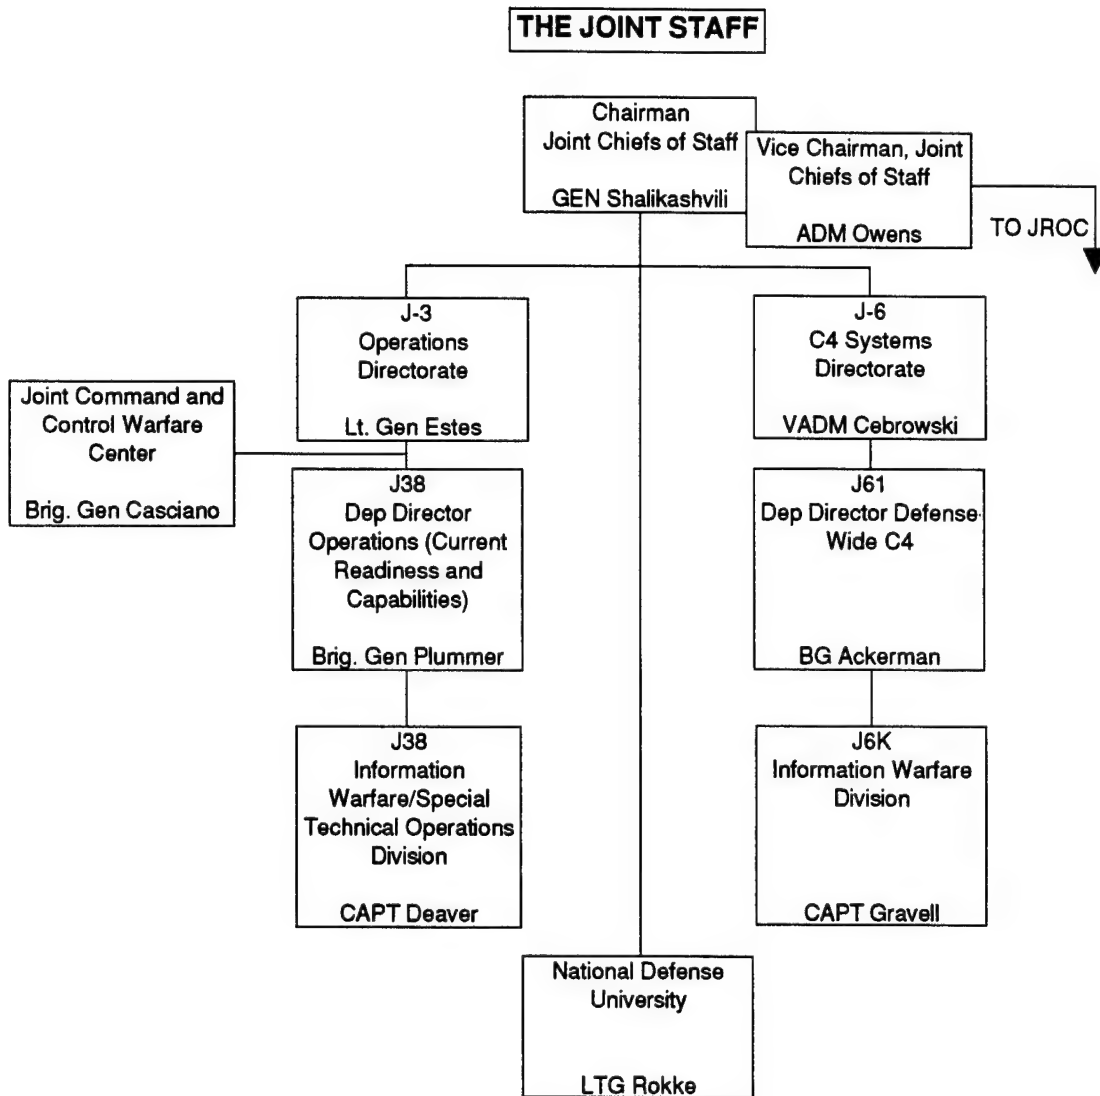 THE JOINT STAFF
Chairman
Joint Chiefs of Staff
GEN Shalikashvili
Vice Chairman, Joint
Chiefs of Staff
ADM Owens
TO JROC
J-3
Operations
Directorate
Lt. Gen Estes
J-6
C4 Systems
Directorate
VADM Cebrowski
Joint Command and
Control Warfare
Center
Brig. Gen Casciano
J38
Dep Director
Operations (Current
Readiness and
Capabilities)
Brig. Gen Plummer
J61
Dep Director Defense
Wide C4
BG Ackerman
J38
Information
Warfare/Special
Technical Operations
Division
CAPT Deaver
J6K
Information Warfare
Division
CAPT Gravell
National Defense
University
LTG Rokke